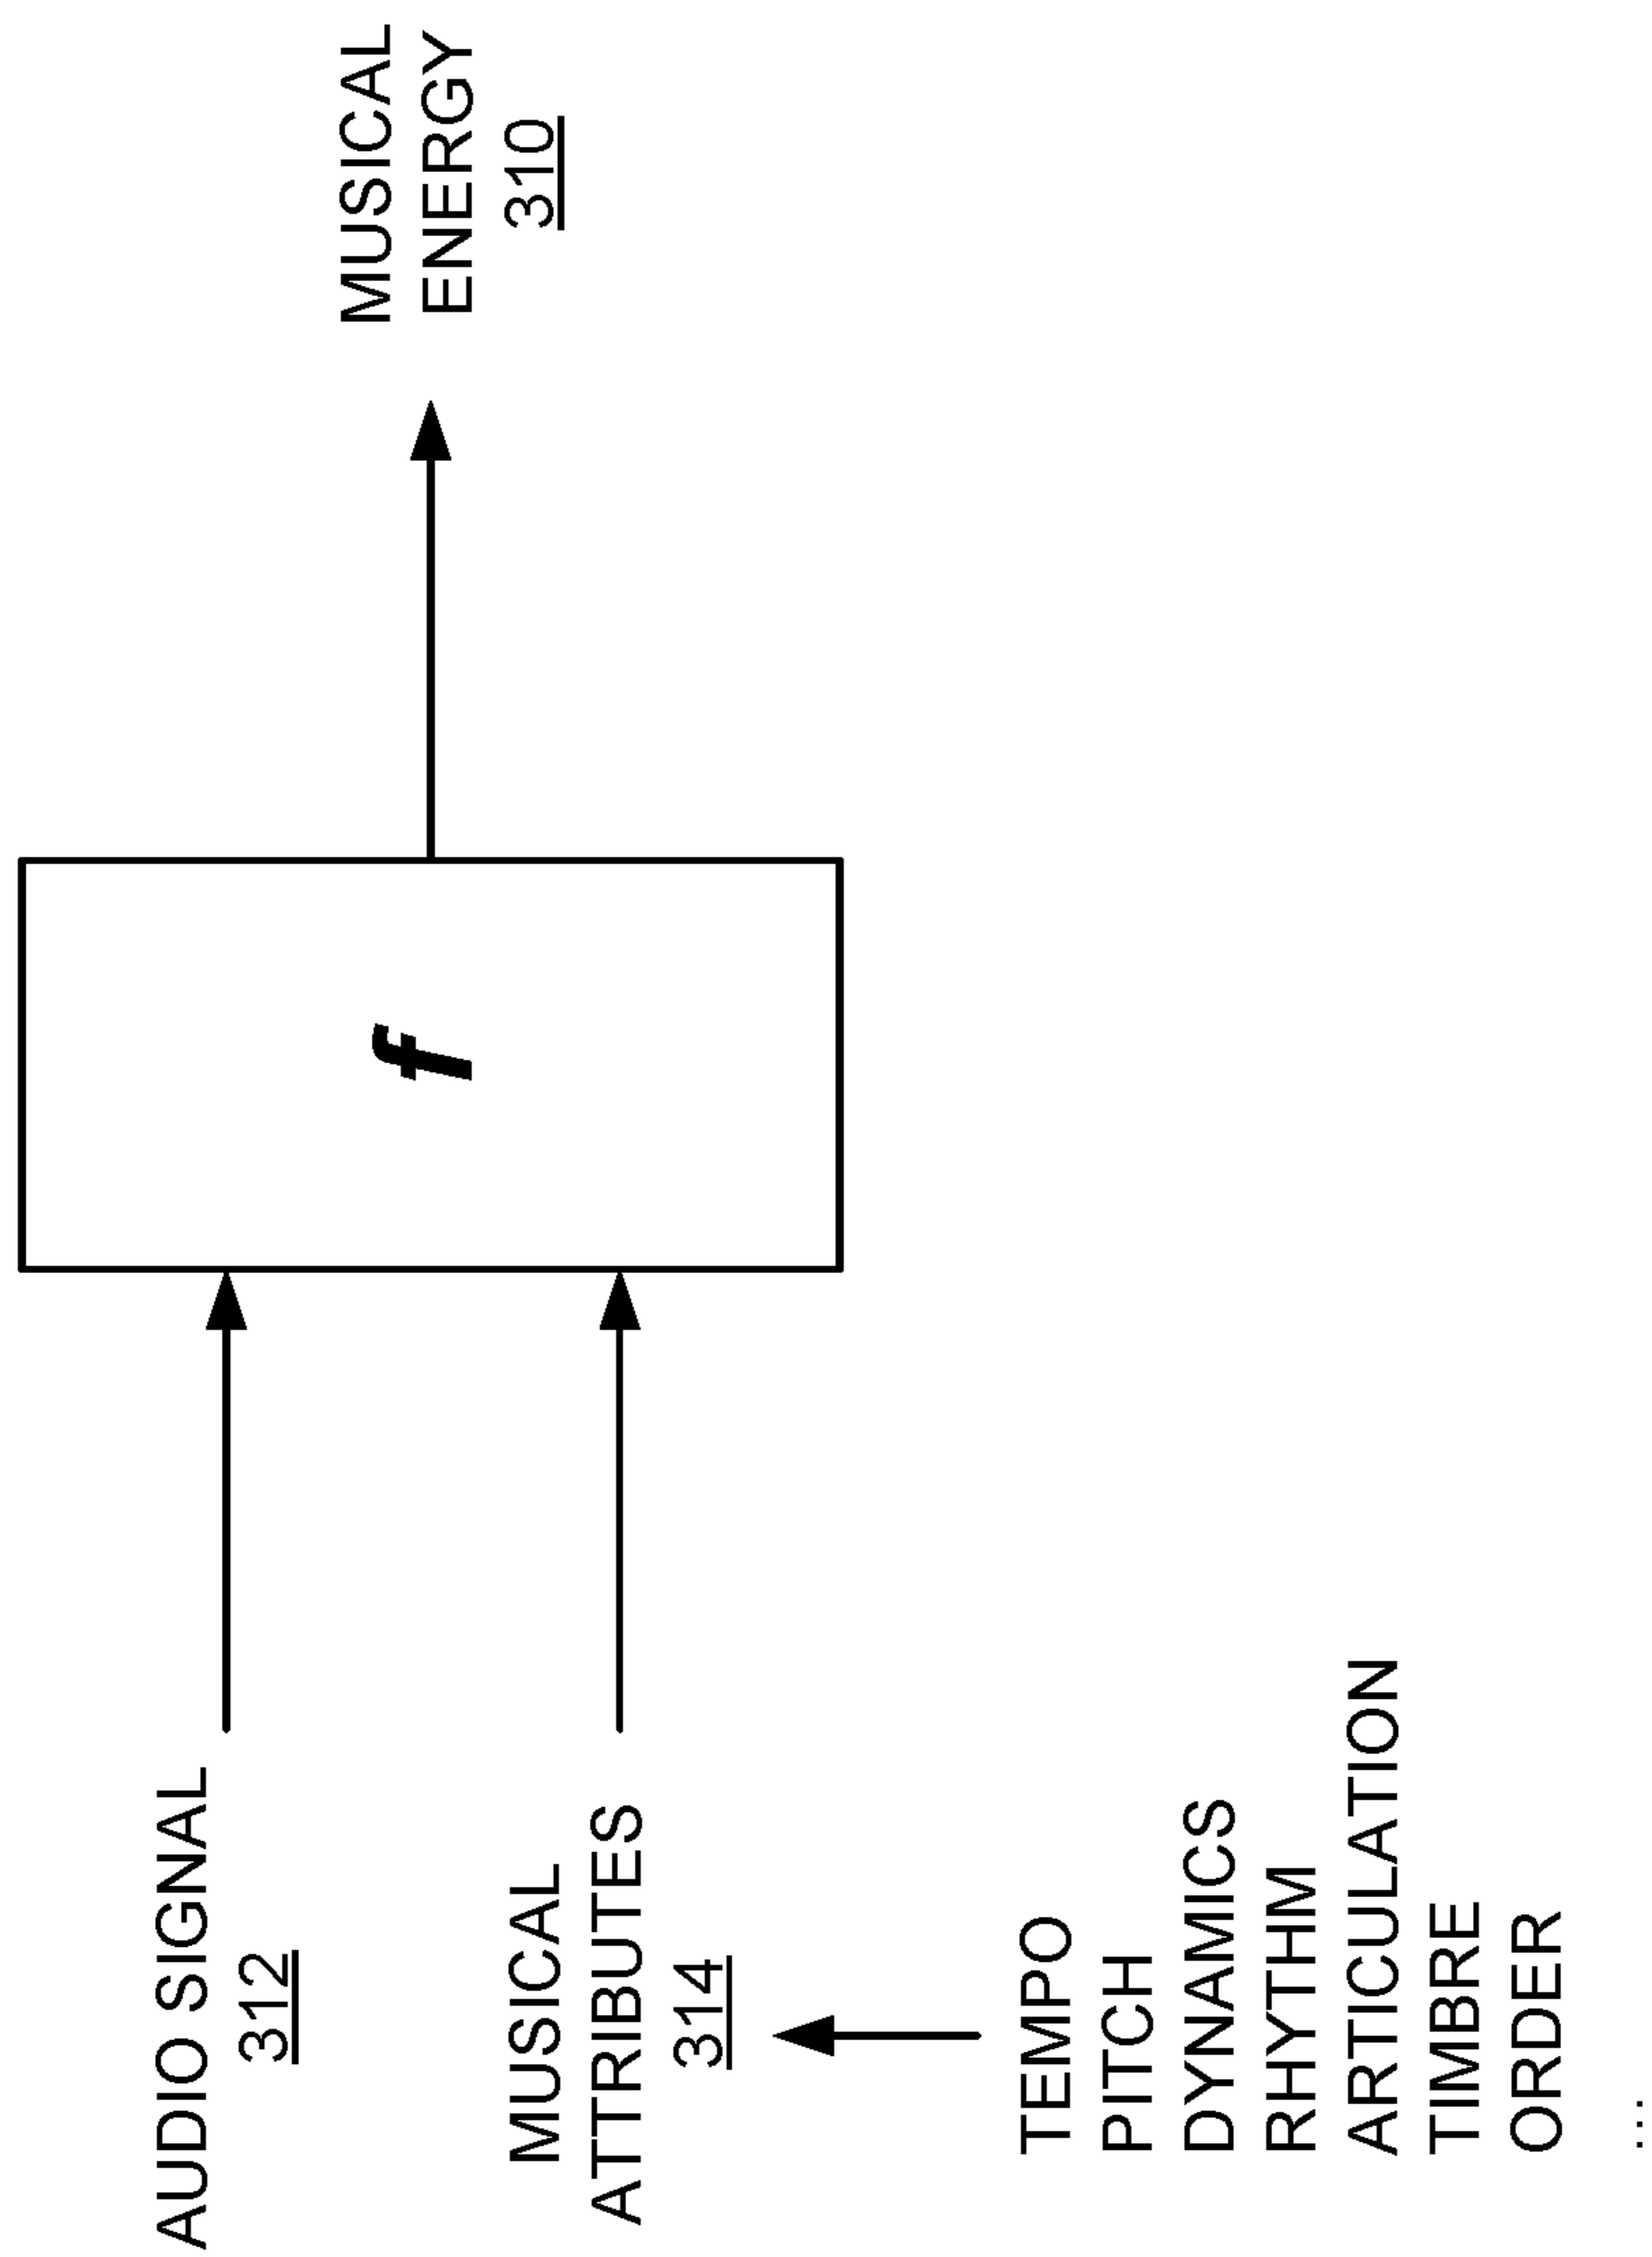 AUDIO SIGNAL
312
MUSICAL
ATTRIBUTES
314
TEMPO
PITCH
DYNAMICS
RHYTHM
ARTICULATION
TIMBRE
ORDER
...
f
MUSICAL
ENERGY
310